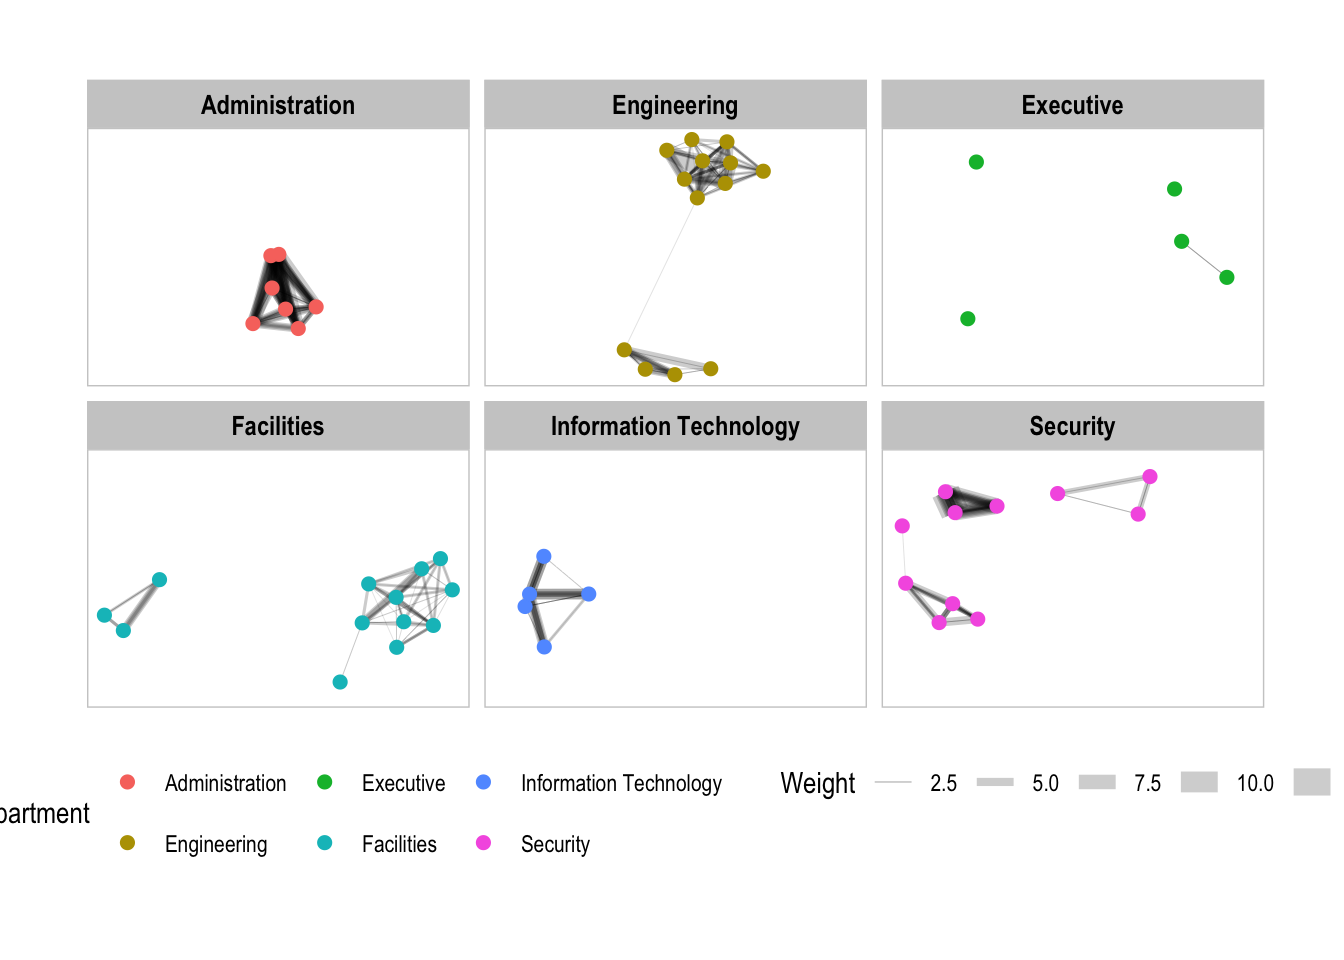 Administration Engineering Executive
Facilities Information Technology Security
Administration Executive Information Technology Weight 2.5 5.0 7.5 10.0
partment
Engineering Facilities Security